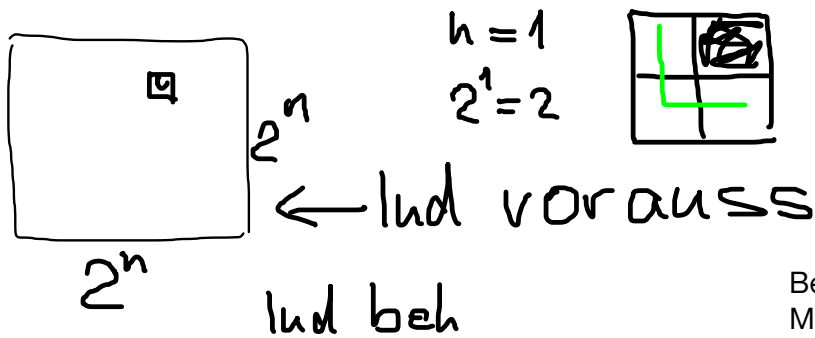 n = 1
2^1 = 2
2^n
2^n
← Ind vorauss
Ind beh
Be
M